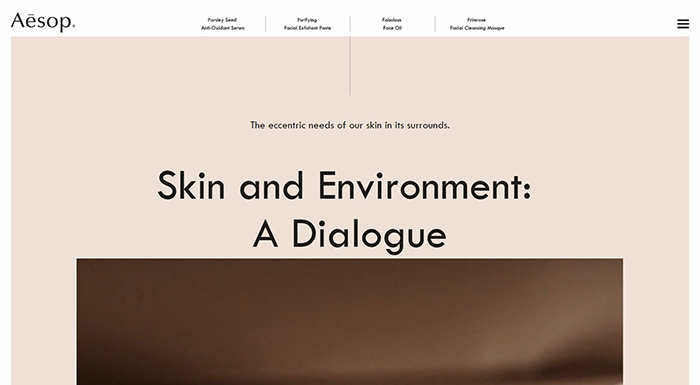 Aēsop®
Parsley Seed
Anti-Oxidant Serum
Purifying
Facial Exfoliant Paste
Fabulous
Face Oil
Primrose
Facial Cleansing Masque
The eccentric needs of our skin in its surrounds.
Skin and Environment:
A Dialogue